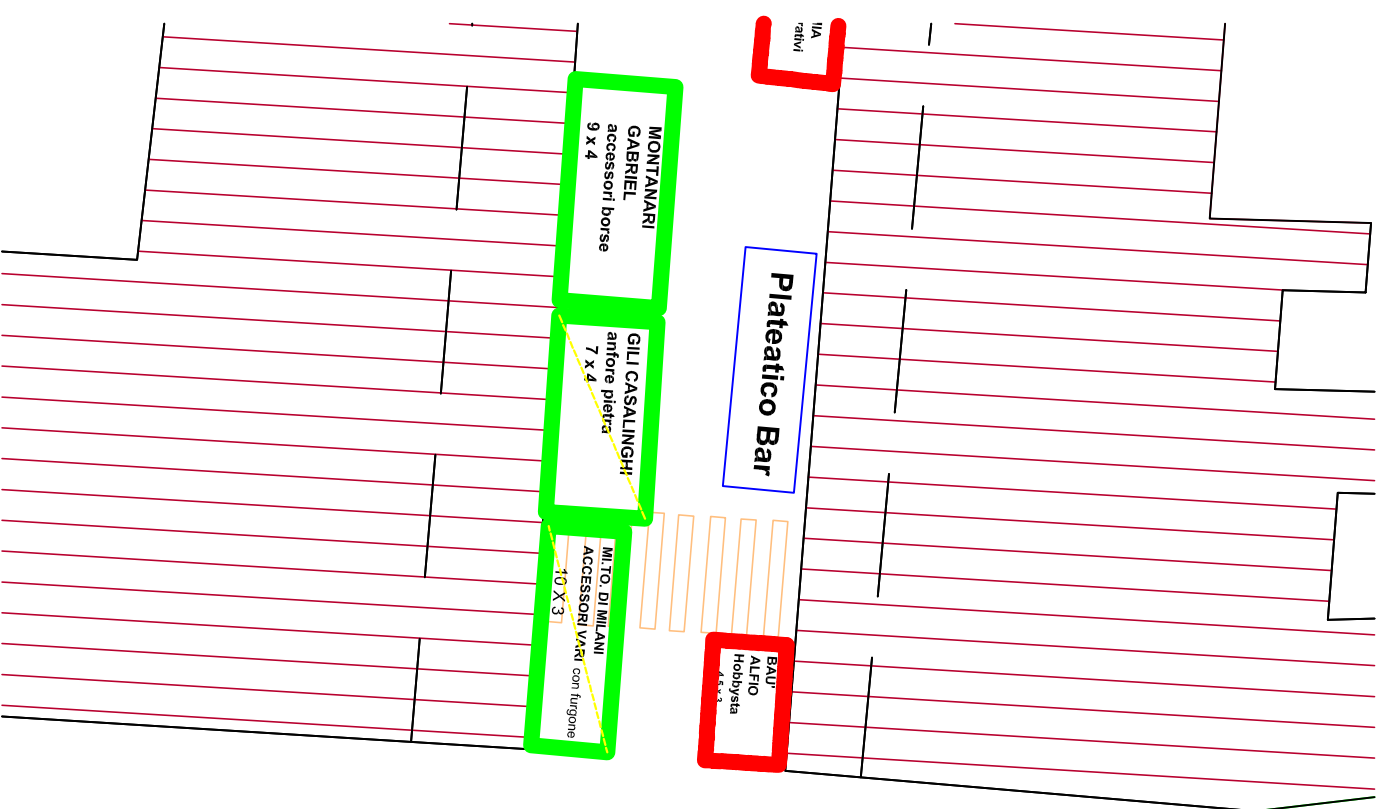 MONTANARI
GABRIEL
accessori borse
9 x 4
Plateatico Bar
GILI CASALINGHI
anfore pietra
7 x 4
MI.TO. DI MILANI
ACCESSORI VARI con furgone
10 X 3
BAU'
ALFIO
Hobbysta